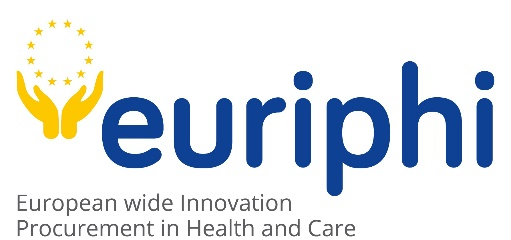 euriphi
European wide Innovation
Procurement in Health and Care